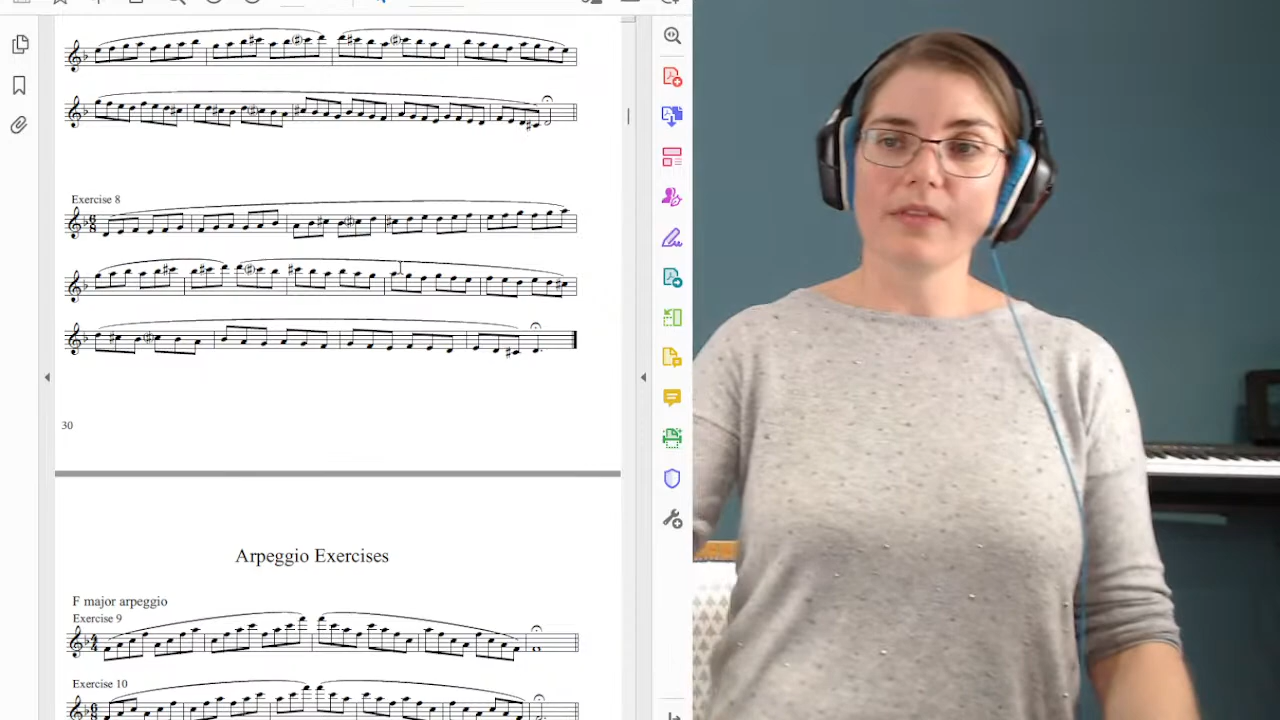 Exercise 8
30
Arpeggio Exercises
F major arpeggio
Exercise 9
Exercise 10